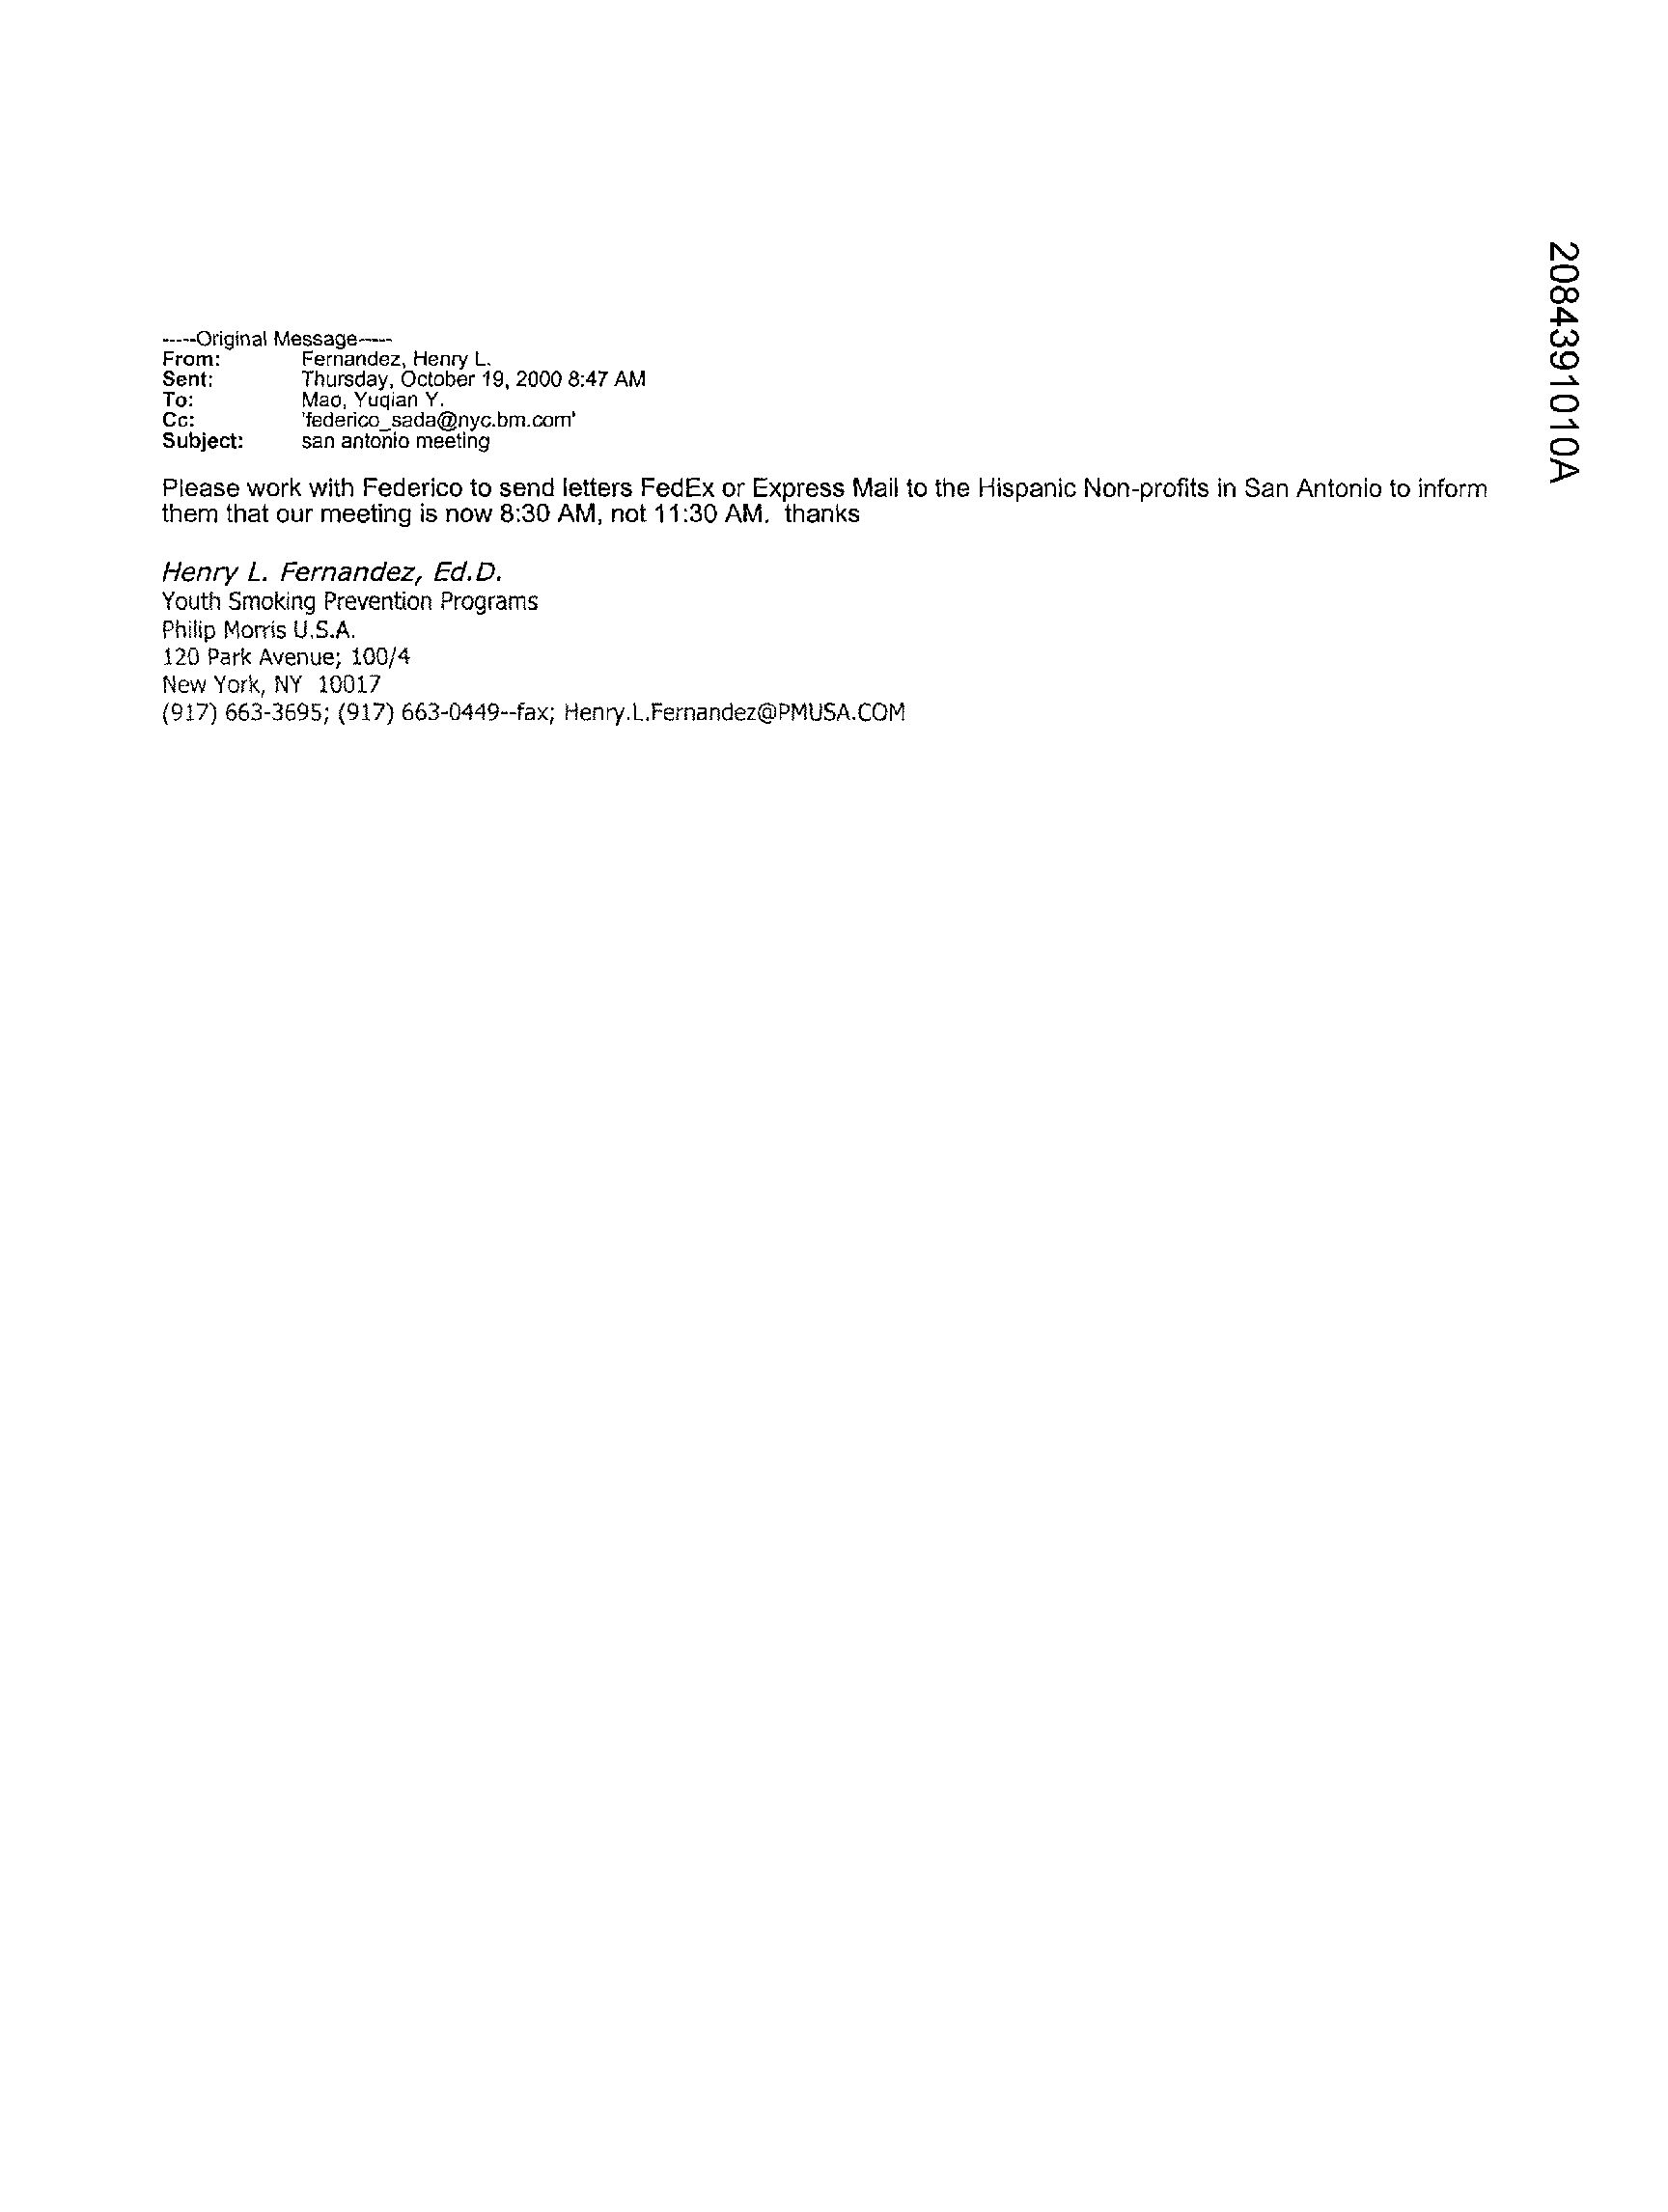 -----Original Message-----
From: Fernandez, Henry L.
Sent: Thursday, October 19, 2000 8:47 AM
To: Mao, Yuqian Y.
Cc: 'federico_sada@nyc.bm.com'
Subject: san antonio meeting
Please work with Federico to send letters FedEx or Express Mail to the Hispanic Non-profits in San Antonio to inform
them that our meeting is now 8:30 AM, not 11:30 AM. thanks
Henry L. Fernandez, Ed.D.
Youth Smoking Prevention Programs
Philip Morris U.S.A.
120 Park Avenue; 100/4
New York, NY 10017
(917) 663-3695; (917) 663-0449--fax; Henry.L.Fernandez@PMUSA.COM
2084391010A